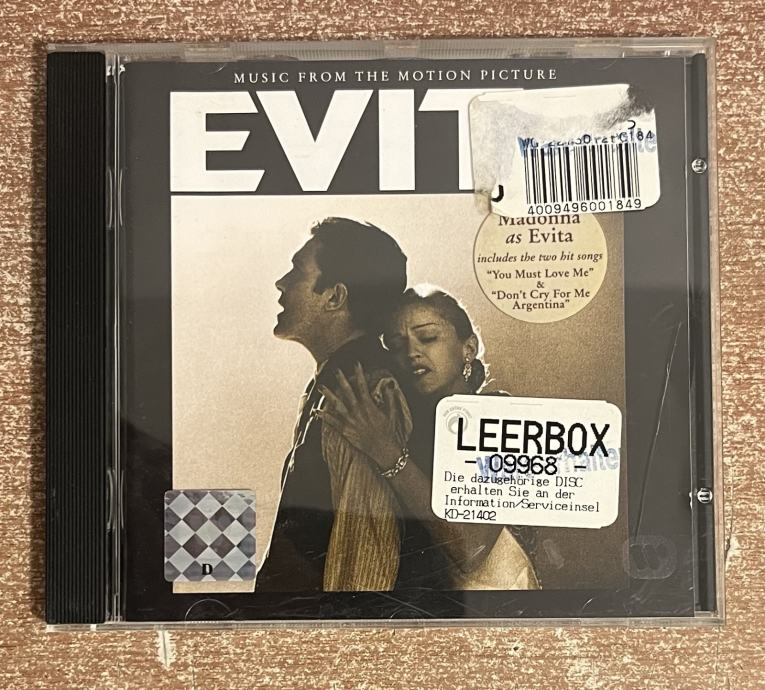 MUSIC FROM THE MOTION PICTURE
EVIT
4009496001849
Madonna
as Evita
includes the two hit songs
"You Must Love Me"
&
"Don't Cry For Me
Argentina"
LEERBOX
- 09968 -
Die dazugehörige DISC
erhalten Sie an der
Information/Serviceinsel
KD-21402
D